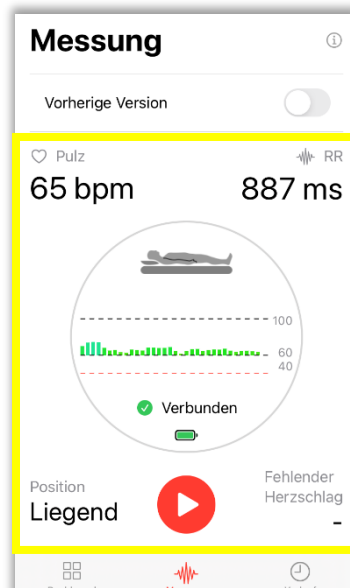 Messung
Vorherige Version
Pulz
RR
65 bpm
887 ms
100
60
40
Verbunden
Position
Liegend
Fehlender
Herzschlag
-